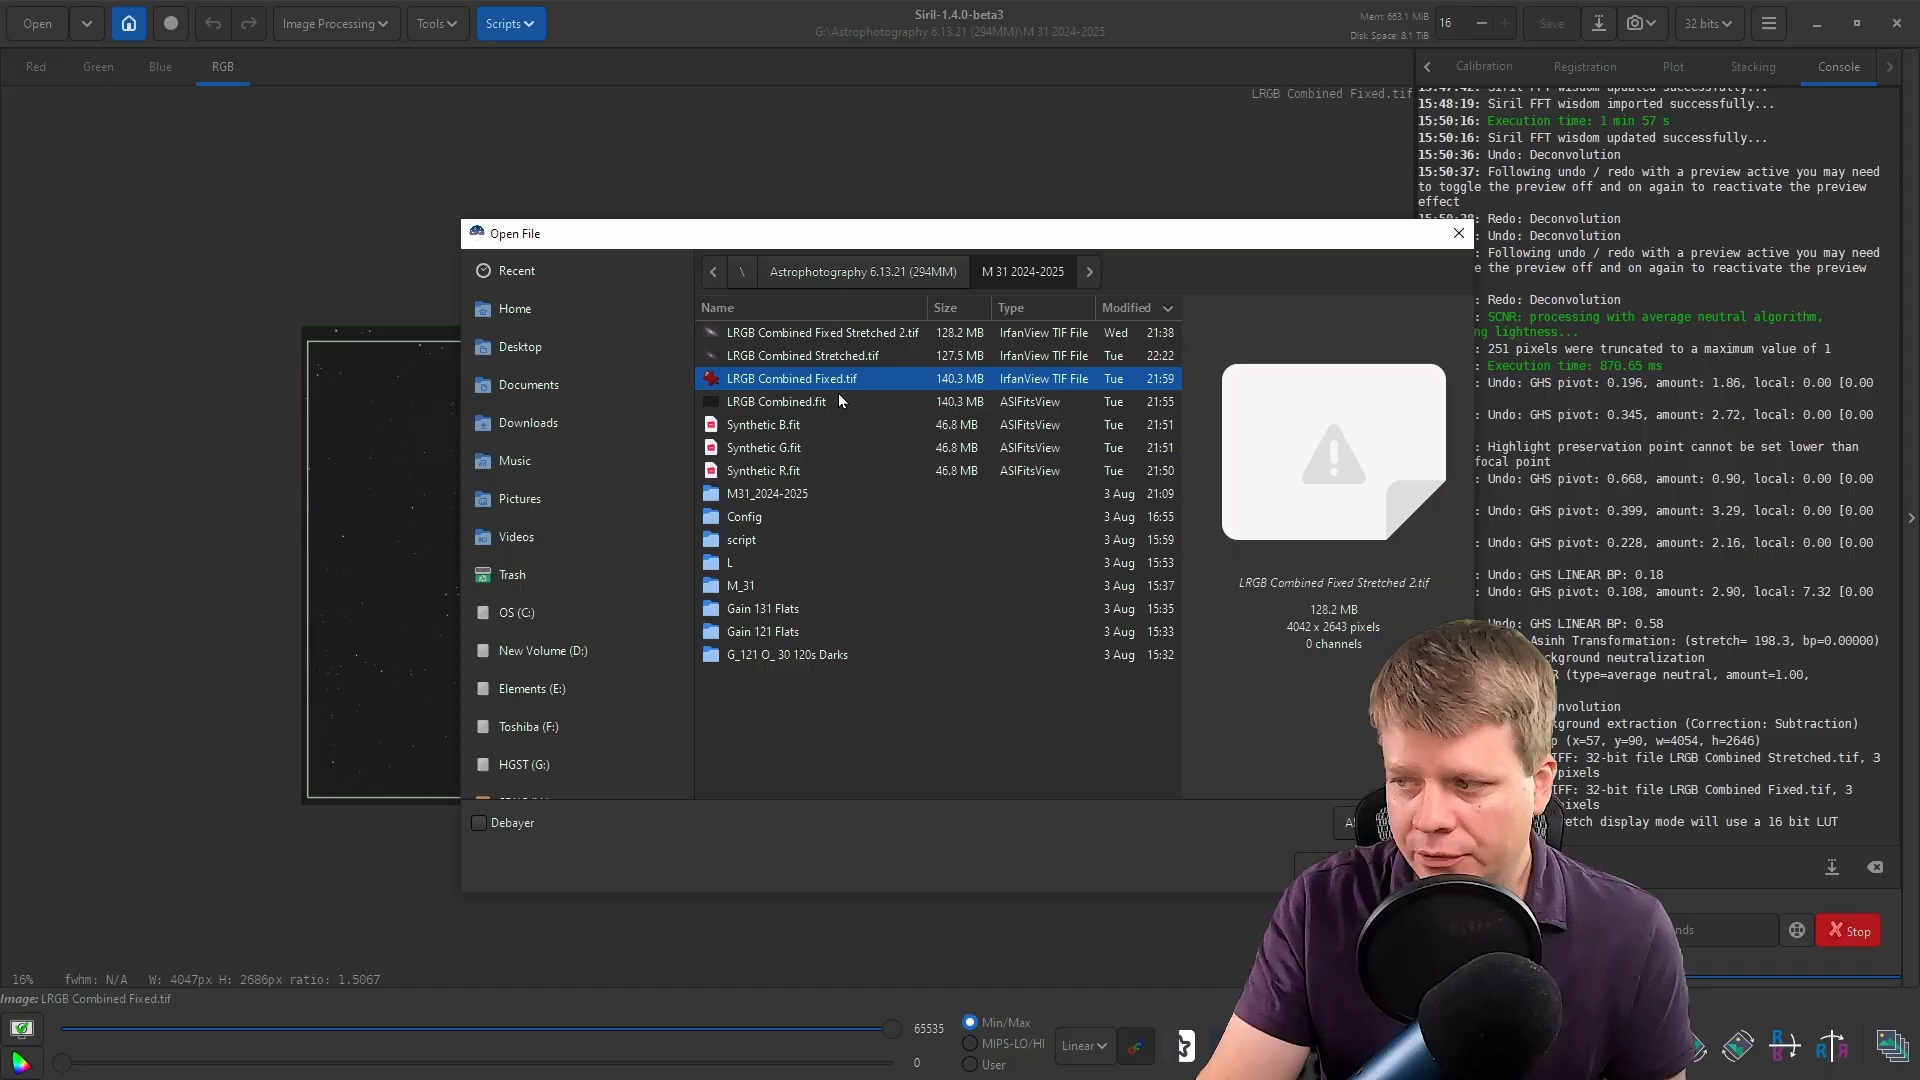 Open
Image Processing
Tools
Scripts
Siril-1.4.0-beta3
G:\Astrophotography 6.13.21 (294MM)\M 31 2024-2025
Mem: 663.1 MiB
Disk Space: 8.1 TiB
16
Save
32 bits
Red
Green
Blue
RGB
Calibration
Registration
Plot
Stacking
Console
LRGB Combined Fixed.tif
15:47:42: Siril FFT wisdom updated successfully...
15:48:19: Siril FFT wisdom imported successfully...
15:50:16: Execution time: 1 min 57 s
15:50:16: Siril FFT wisdom updated successfully...
15:50:36: Undo: Deconvolution
15:50:37: Following undo / redo with a preview active you may need
to toggle the preview off and on again to reactivate the preview
effect
: Redo: Deconvolution
: Undo: Deconvolution
: Following undo / redo with a preview active you may need
e the preview off and on again to reactivate the preview
: Redo: Deconvolution
: SCNR: processing with average neutral algorithm,
ng lightness...
: 251 pixels were truncated to a maximum value of 1
: Execution time: 870.65 ms
: Undo: GHS pivot: 0.196, amount: 1.86, local: 0.00 [0.00
: Undo: GHS pivot: 0.345, amount: 2.72, local: 0.00 [0.00
: Highlight preservation point cannot be set lower than
focal point
: Undo: GHS pivot: 0.668, amount: 0.90, local: 0.00 [0.00
: Undo: GHS pivot: 0.399, amount: 3.29, local: 0.00 [0.00
: Undo: GHS pivot: 0.228, amount: 2.16, local: 0.00 [0.00
: Undo: GHS LINEAR BP: 0.18
: Undo: GHS pivot: 0.108, amount: 2.90, local: 7.32 [0.00
: Undo: GHS LINEAR BP: 0.58
Asinh Transformation: (stretch= 198.3, bp=0.00000)
ckground neutralization
R (type=average neutral, amount=1.00,
nvolution
kground extraction (Correction: Subtraction)
p (x=57, y=90, w=4054, h=2646)
IFF: 32-bit file LRGB Combined Stretched.tif, 3
pixels
IFF: 32-bit file LRGB Combined Fixed.tif, 3
ixels
etch display mode will use a 16 bit LUT
Open File
Recent
Home
Desktop
Documents
Downloads
Music
Pictures
Videos
Trash
OS (C:)
New Volume (D:)
Elements (E:)
Toshiba (F:)
HGST (G:)
\
Astrophotography 6.13.21 (294MM)
M 31 2024-2025
Name Size Type Modified
LRGB Combined Fixed Stretched 2.tif 128.2 MB IrfanView TIF File Wed 21:38
LRGB Combined Stretched.tif 127.5 MB IrfanView TIF File Tue 22:22
LRGB Combined Fixed.tif 140.3 MB IrfanView TIF File Tue 21:59
LRGB Combined.fit 140.3 MB ASIFitsView Tue 21:55
Synthetic B.fit 46.8 MB ASIFitsView Tue 21:51
Synthetic G.fit 46.8 MB ASIFitsView Tue 21:51
Synthetic R.fit 46.8 MB ASIFitsView Tue 21:50
M31_2024-2025 3 Aug 21:09
Config 3 Aug 16:55
script 3 Aug 15:59
L 3 Aug 15:53
M_31 3 Aug 15:37
Gain 131 Flats 3 Aug 15:35
Gain 121 Flats 3 Aug 15:33
G_121 O_ 30 120s Darks 3 Aug 15:32
LRGB Combined Fixed Stretched 2.tif
128.2 MB
4042 x 2643 pixels
0 channels
Debayer
Al
nds
Stop
16% fwhm: N/A W: 4047px H: 2686px ratio: 1.5067
Image: LRGB Combined Fixed.tif
65535
0
Min/Max
MIPS-LO/HI
User
Linear